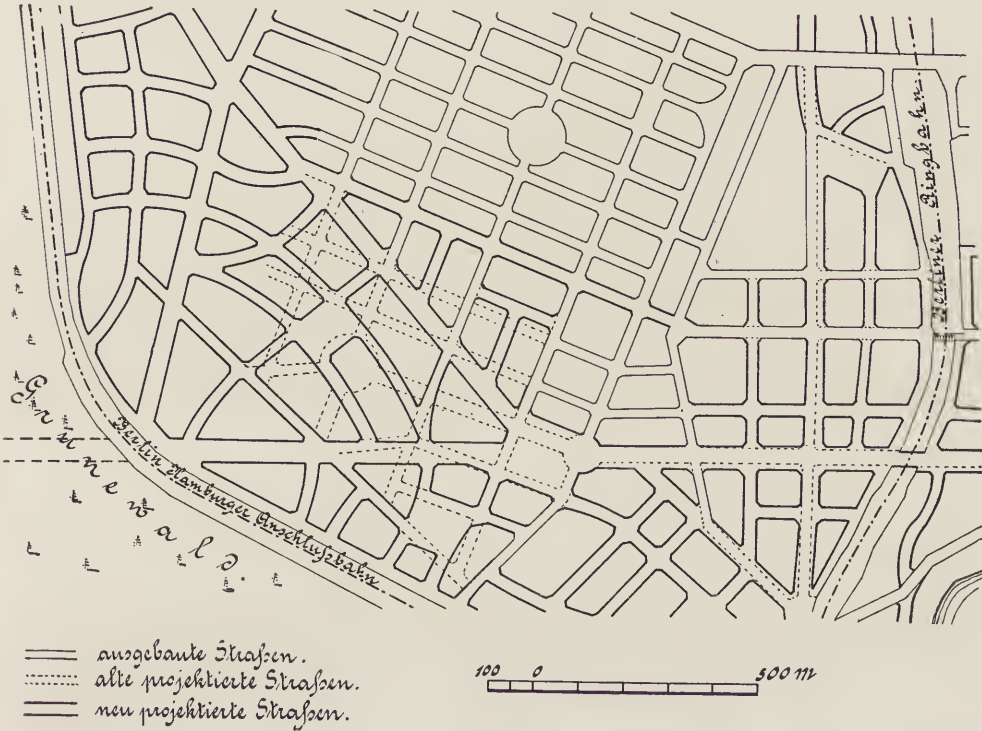 Berliner Ringbahn
Grunewald.
Berlin Hamburger Anschlußbahn
ausgebaute Straßen.
alte projektierte Straßen.
neu projektierte Straßen.
100 0 500 m